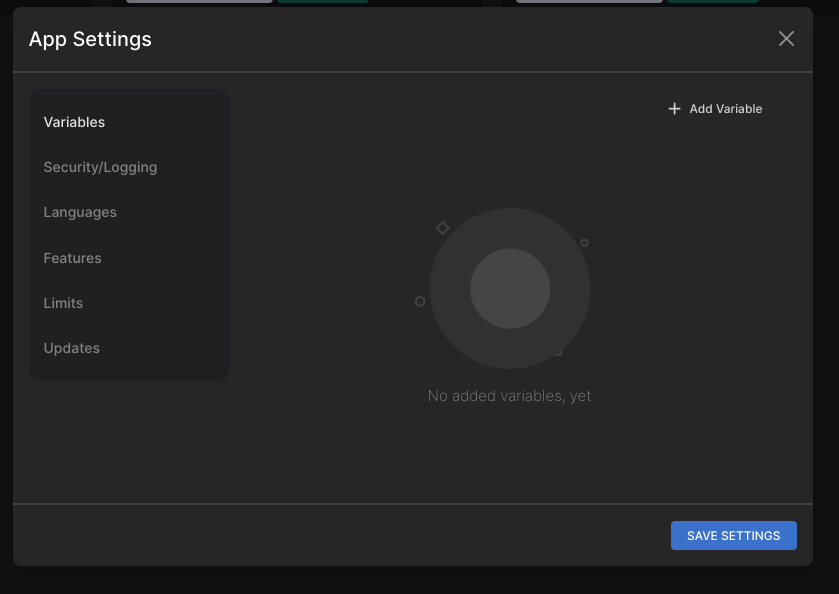 App Settings
Variables
Add Variable
Security/Logging
Languages
Features
Limits
Updates
No added variables, yet
SAVE SETTINGS